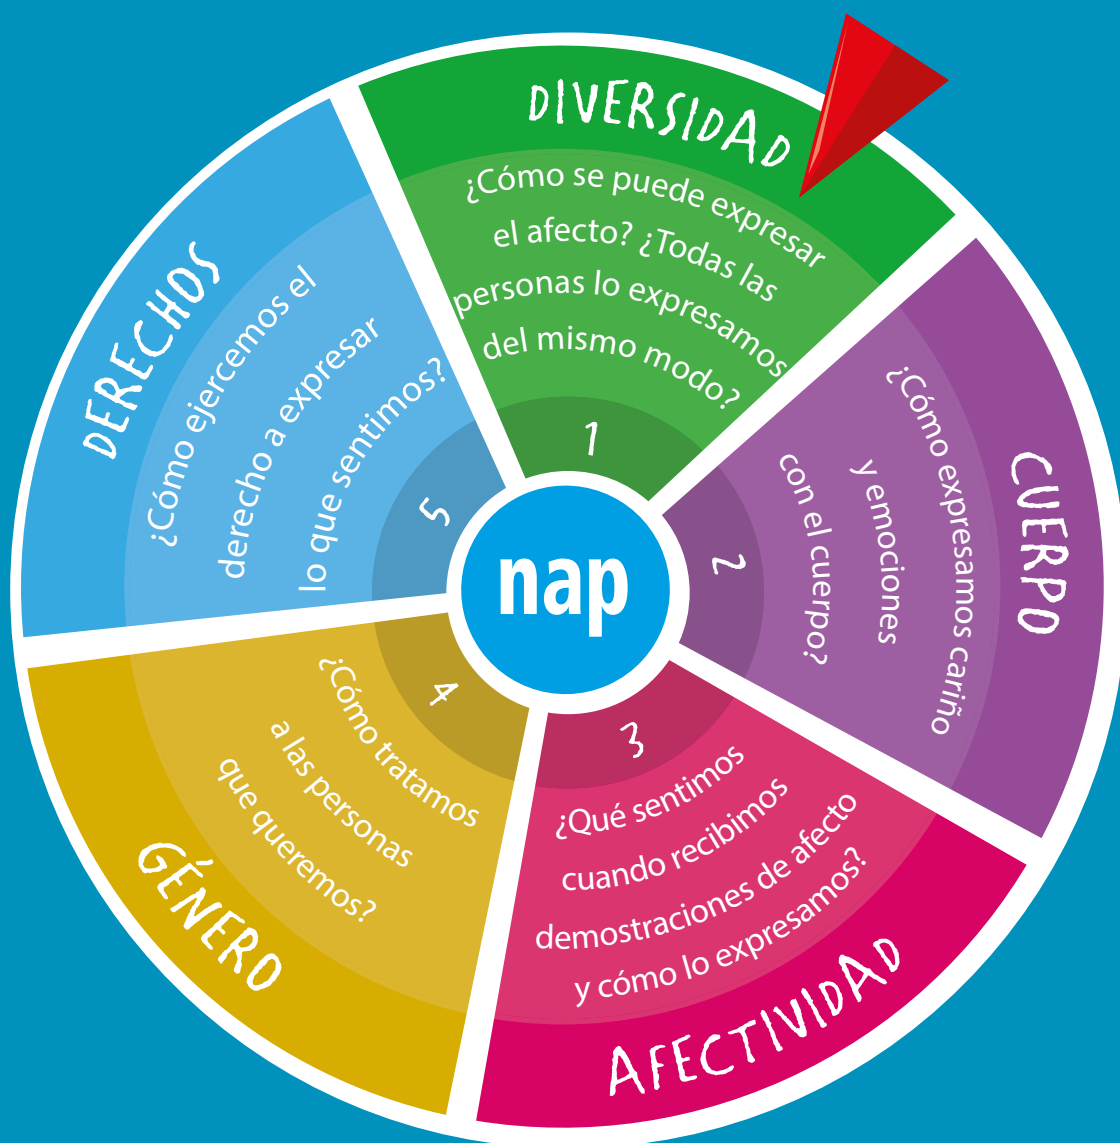 DIVERSIDAD
¿Cómo se puede expresar
el afecto? ¿Todas las
personas lo expresamos
del mismo modo?
1
CUERPO
¿Cómo expresamos cariño
y emociones
con el cuerpo?
2
AFECTIVIDAD
¿Qué sentimos
cuando recibimos
demostraciones de afecto
y cómo lo expresamos?
3
GÉNERO
¿Cómo tratamos
a las personas
que queremos?
4
DERECHOS
¿Cómo ejercemos el
derecho a expresar
lo que sentimos?
5
nap